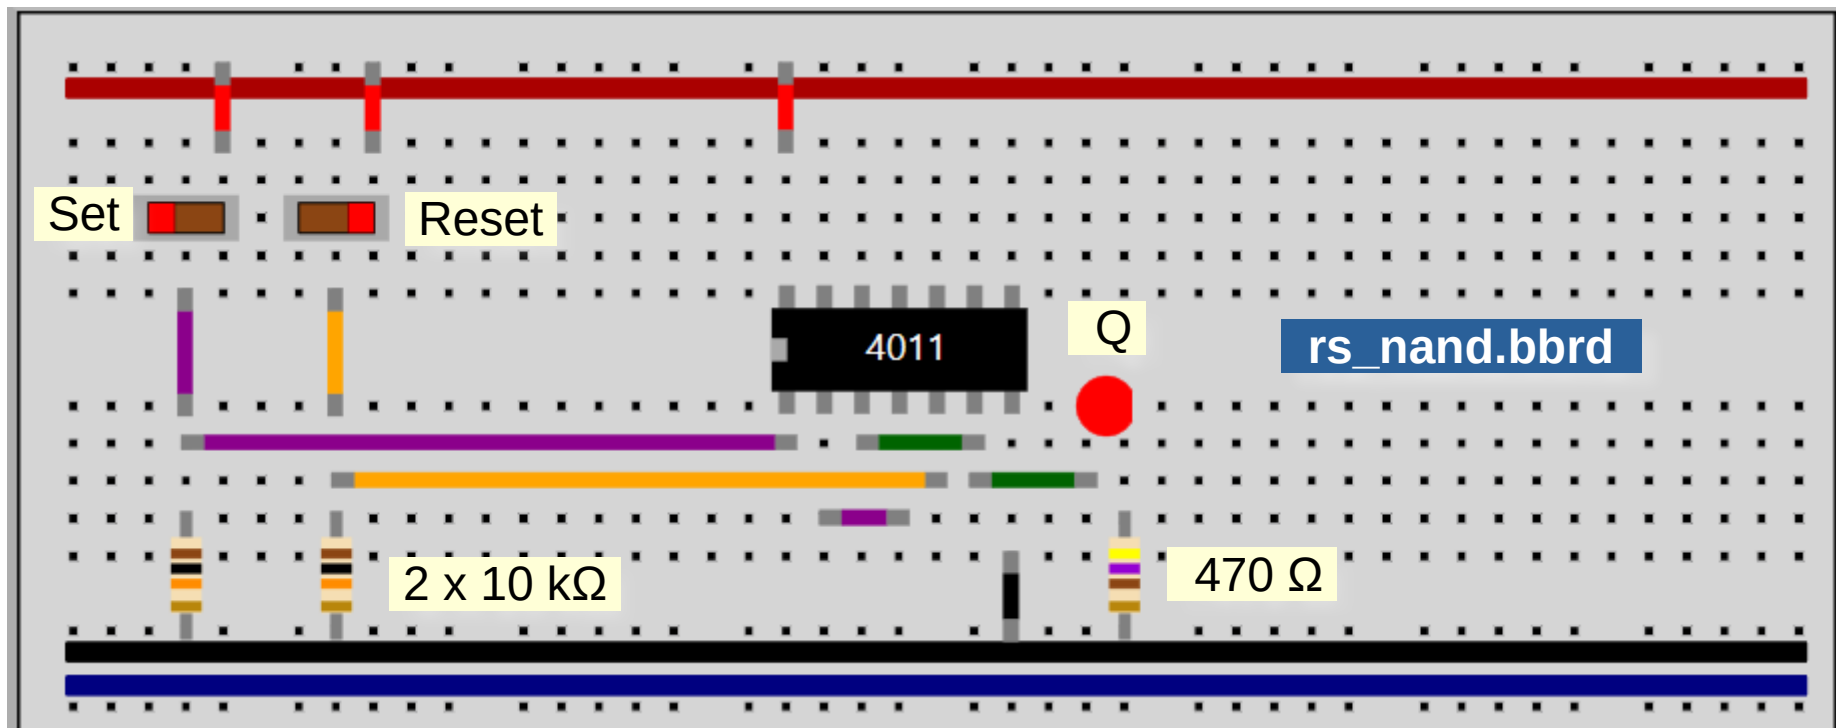 Set
Reset
4011
Q
rs_nand.bbrd
2 x 10 kΩ
470 Ω